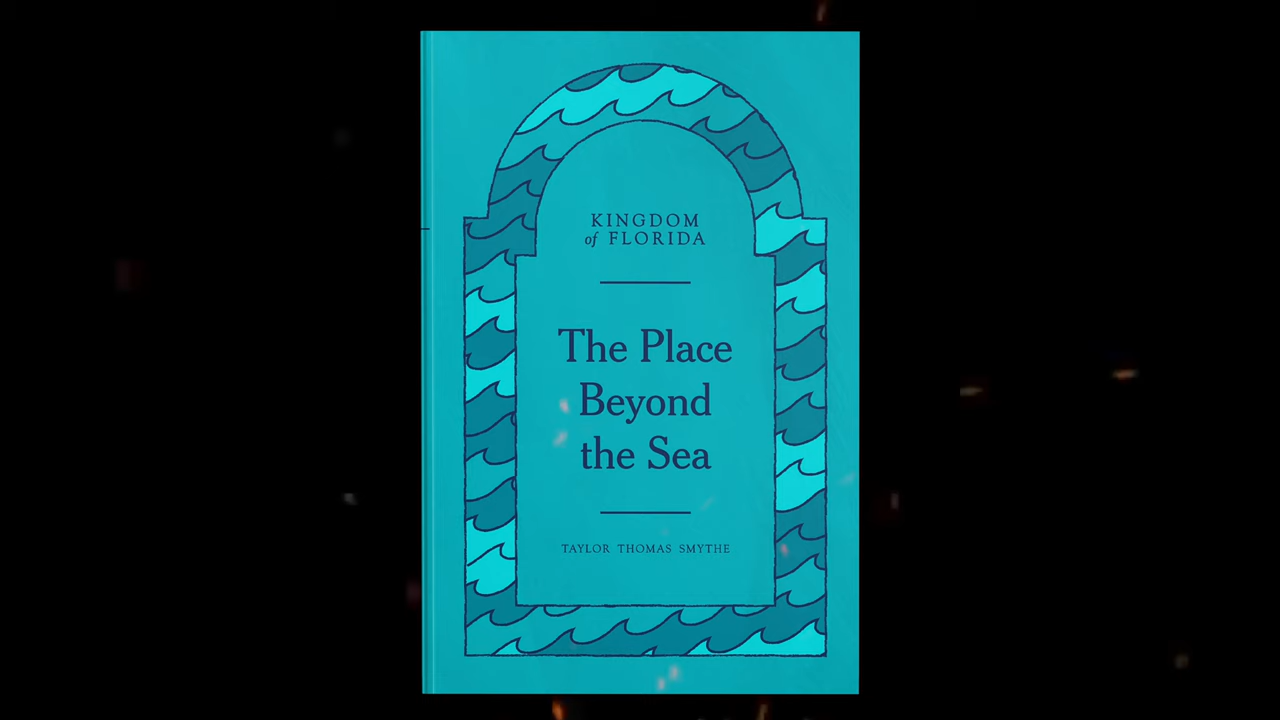 KINGDOM
of FLORIDA
The Place
Beyond
the Sea
TAYLOR THOMAS SMYTHE